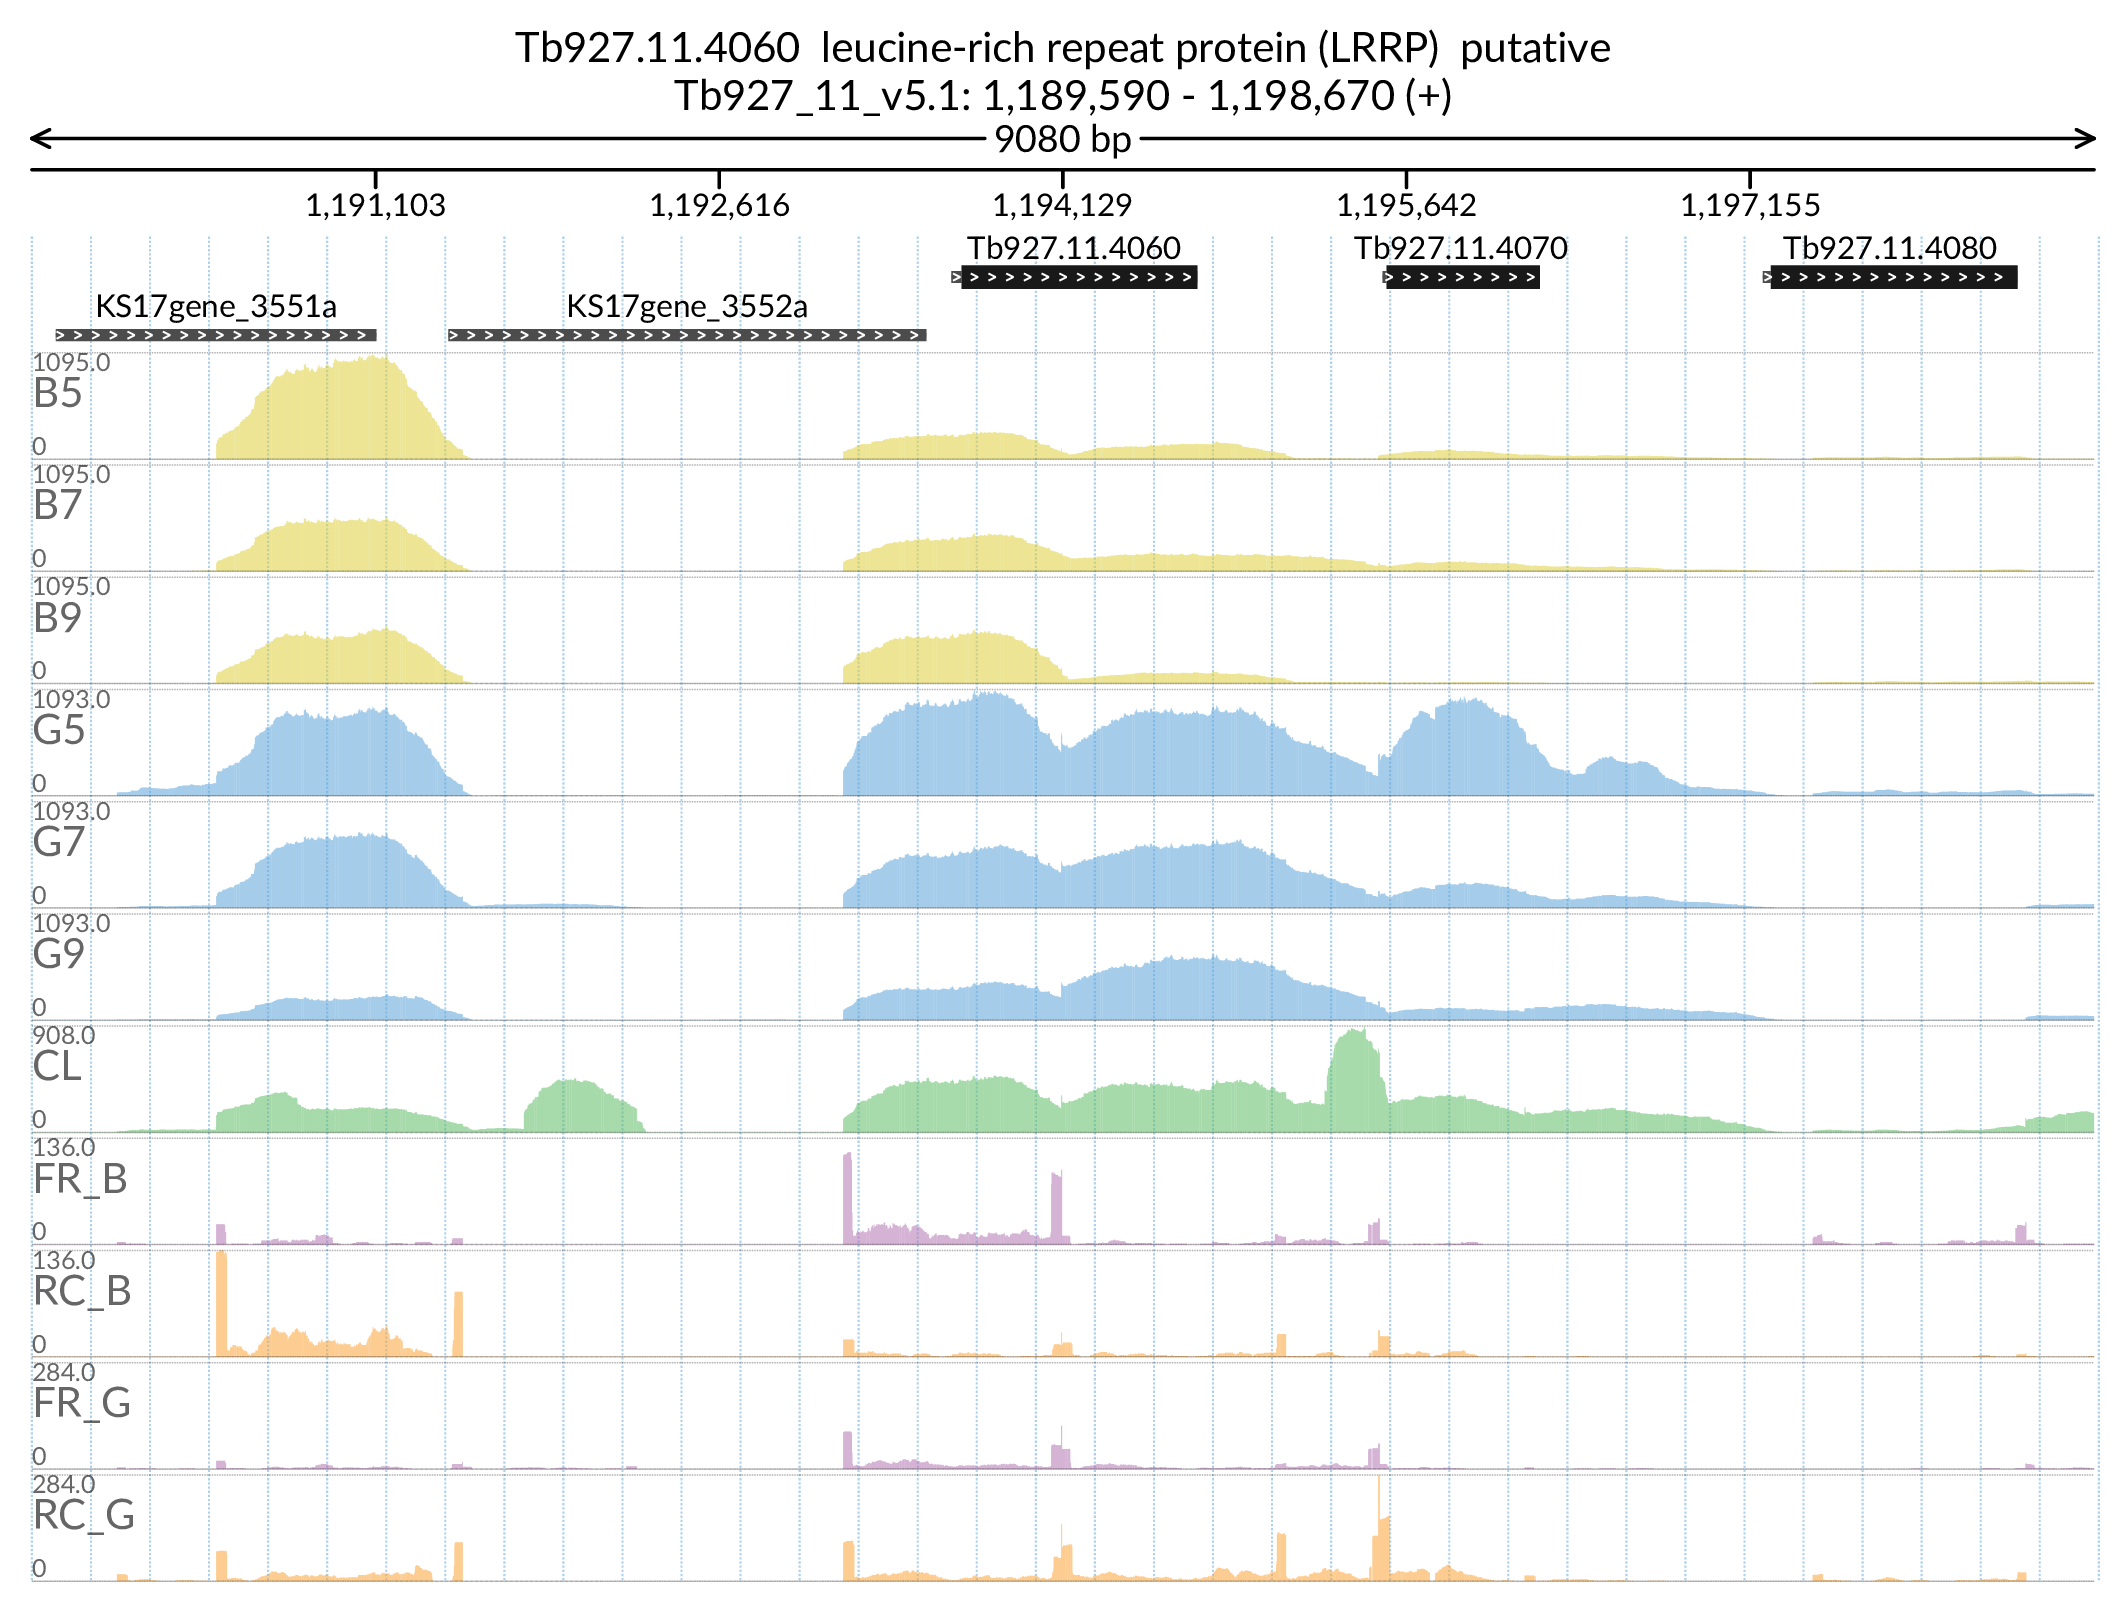 Tb927.11.4060 leucine-rich repeat protein (LRRP) putative
Tb927_11_v5.1: 1,189,590 - 1,198,670 (+)
9080 bp
1,191,103 1,192,616 1,194,129 1,195,642 1,197,155
Tb927.11.4060 Tb927.11.4070 Tb927.11.4080
KS17gene_3551a KS17gene_3552a
1095.0
B5
0
1095.0
B7
0
1095.0
B9
0
1093.0
G5
0
1093.0
G7
0
1093.0
G9
0
908.0
CL
0
136.0
FR_B
0
136.0
RC_B
0
284.0
FR_G
0
284.0
RC_G
0